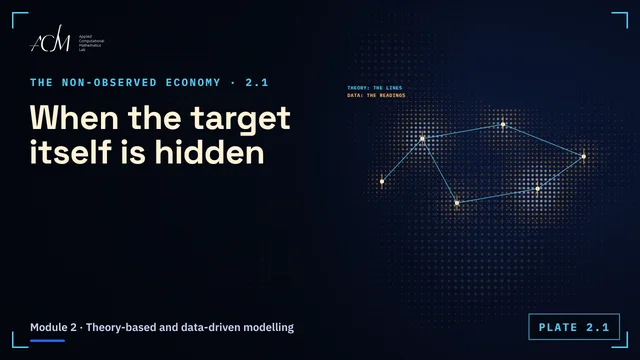 ACM
Applied
Computational
Mathematics
Lab
THE NON-OBSERVED ECONOMY · 2.1
When the target
itself is hidden
THEORY: THE LINES
DATA: THE READINGS
Module 2 · Theory-based and data-driven modelling
PLATE 2.1